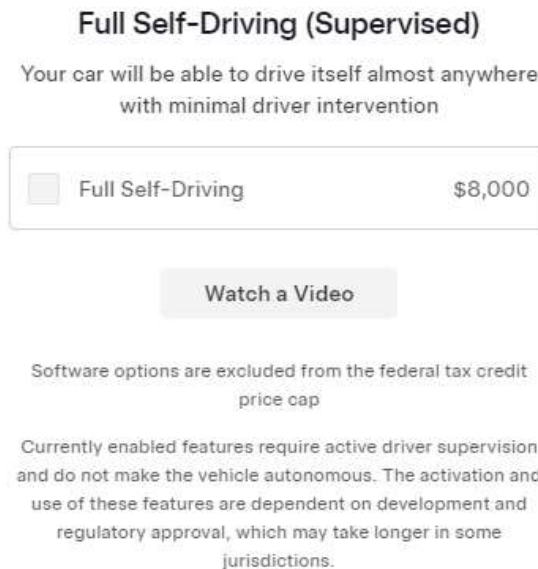 Full Self-Driving (Supervised)
Your car will be able to drive itself almost anywhere
with minimal driver intervention
Full Self-Driving $8,000
Watch a Video
Software options are excluded from the federal tax credit
price cap
Currently enabled features require active driver supervision
and do not make the vehicle autonomous. The activation and
use of these features are dependent on development and
regulatory approval, which may take longer in some
jurisdictions.